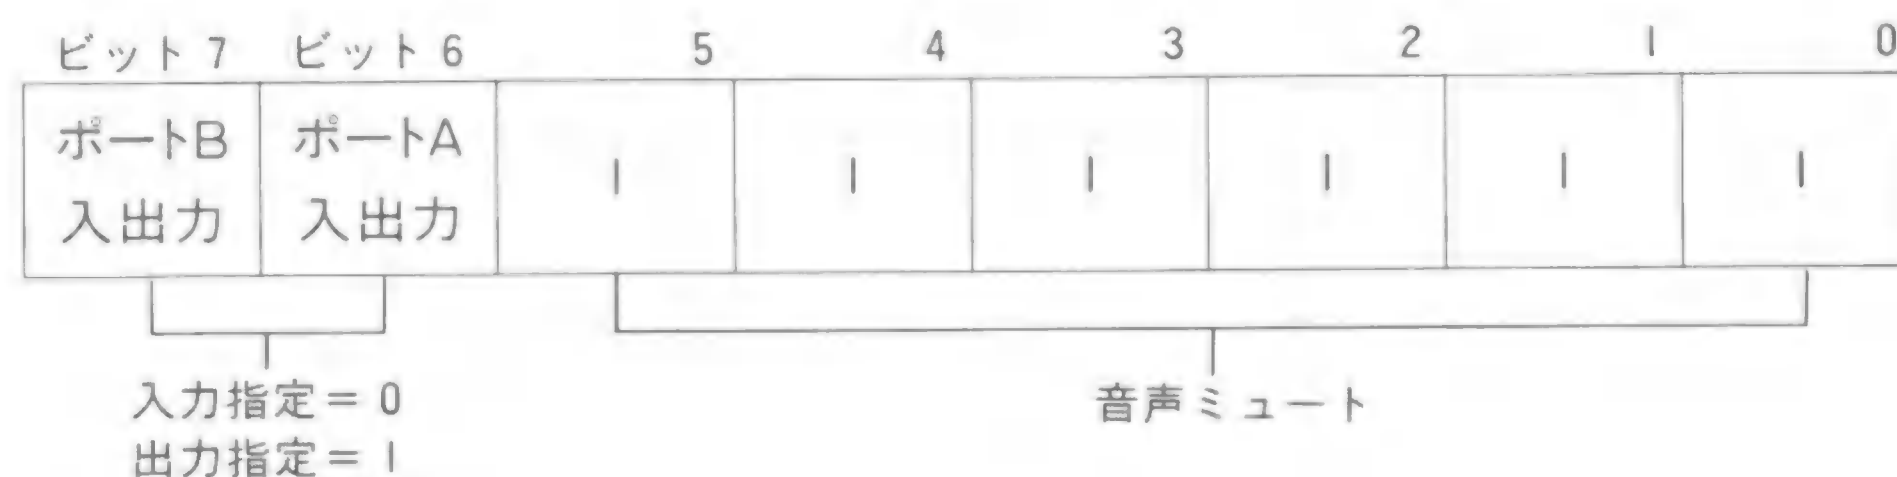 ビット7 ビット6 5 4 3 2 1 0
ポートB ポートA
入出力 入出力 1 1 1 1 1 1
入力指定=0
出力指定=1
音声ミュート